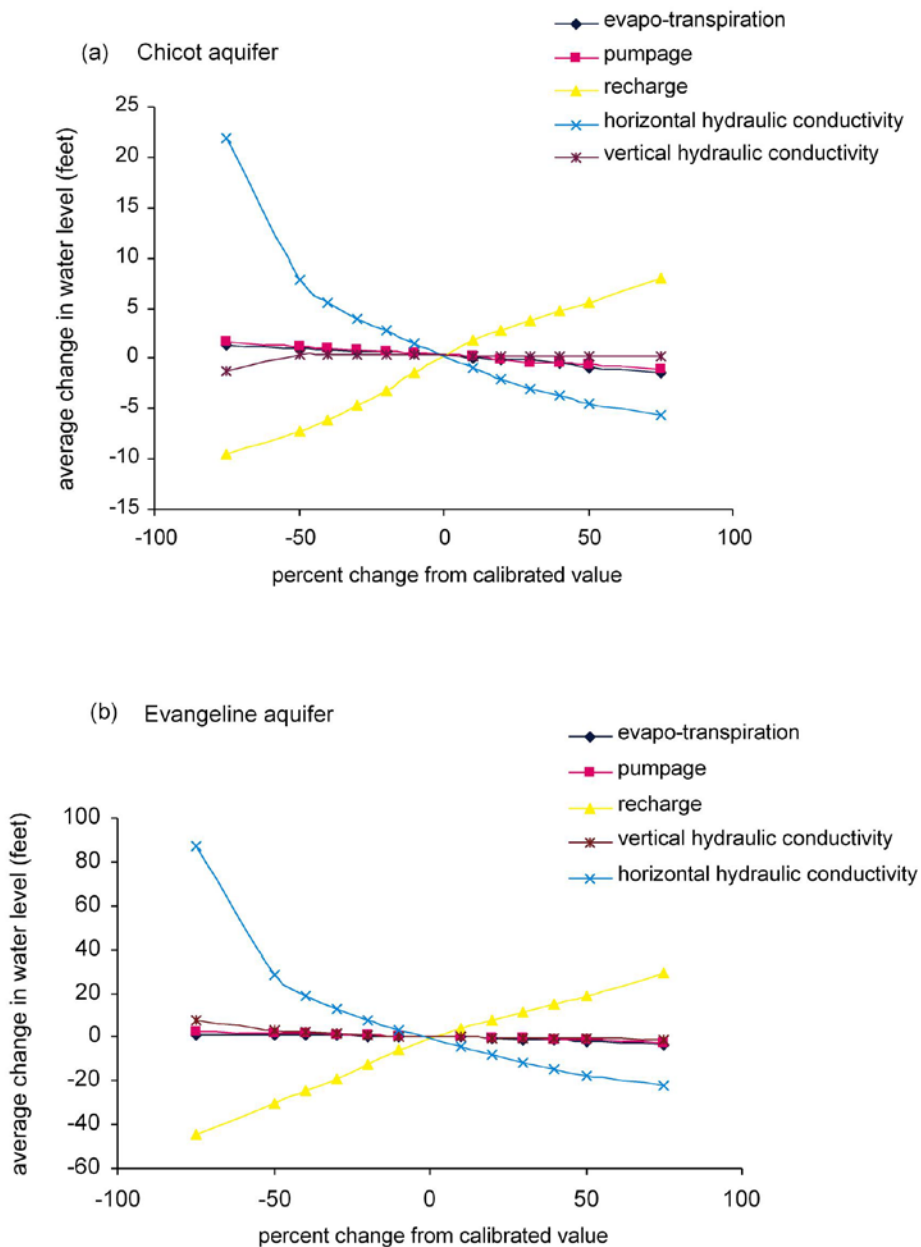 (a) Chicot aquifer
evapo-transpiration
pumpage
recharge
horizontal hydraulic conductivity
vertical hydraulic conductivity
average change in water level (feet)
25
20
15
10
5
0
-5
-10
-15
-100 -50 0 50 100
percent change from calibrated value
(b) Evangeline aquifer
evapo-transpiration
pumpage
recharge
vertical hydraulic conductivity
horizontal hydraulic conductivity
average change in water level (feet)
100
80
60
40
20
0
-20
-40
-60
-100 -50 0 50 100
percent change from calibrated value